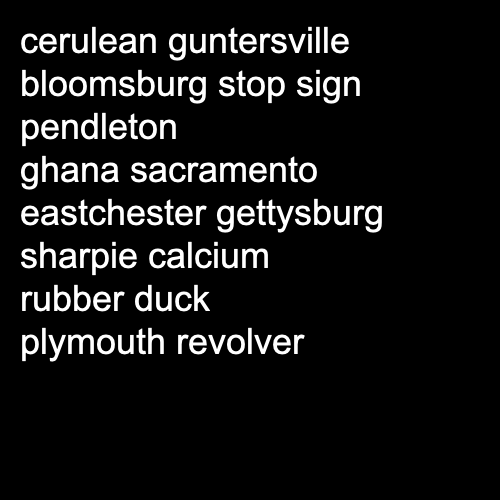 cerulean guntersville
bloomsburg stop sign
pendleton
ghana sacramento
eastchester gettysburg
sharpie calcium
rubber duck
plymouth revolver